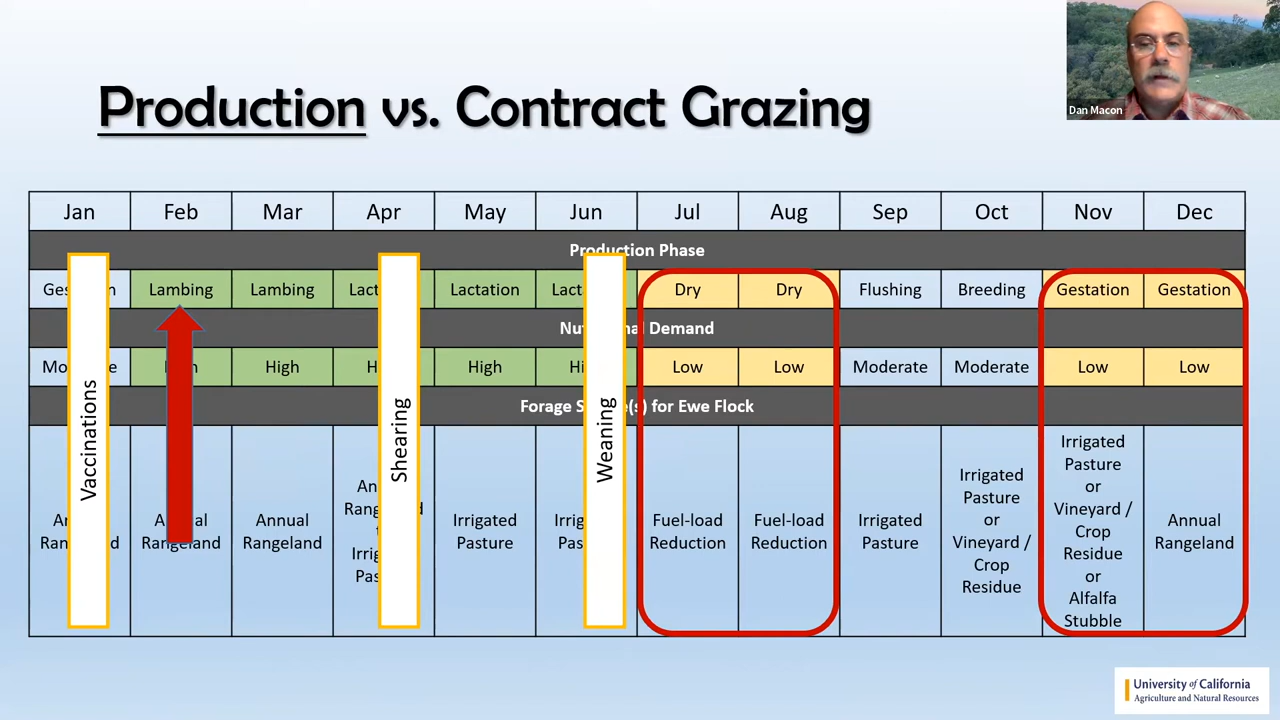 Production vs. Contract Grazing
Dan Macon
Jan Feb Mar Apr May Jun Jul Aug Sep Oct Nov Dec
Production Phase
Lambing Lambing Lactation Dry Dry Flushing Breeding Gestation Gestation
Demand
High High Low Low Moderate Moderate Low Low
Forage for Ewe Flock
Vaccinations
Shearing
Weaning
Annual
Rangeland
Irrigated
Pasture
Fuel-load
Reduction
Fuel-load
Reduction
Irrigated
Pasture
Irrigated
Pasture
or
Vineyard /
Crop
Residue
Irrigated
Pasture
or
Vineyard /
Crop
Residue
or
Alfalfa
Stubble
Annual
Rangeland
University of California
Agriculture and Natural Resources